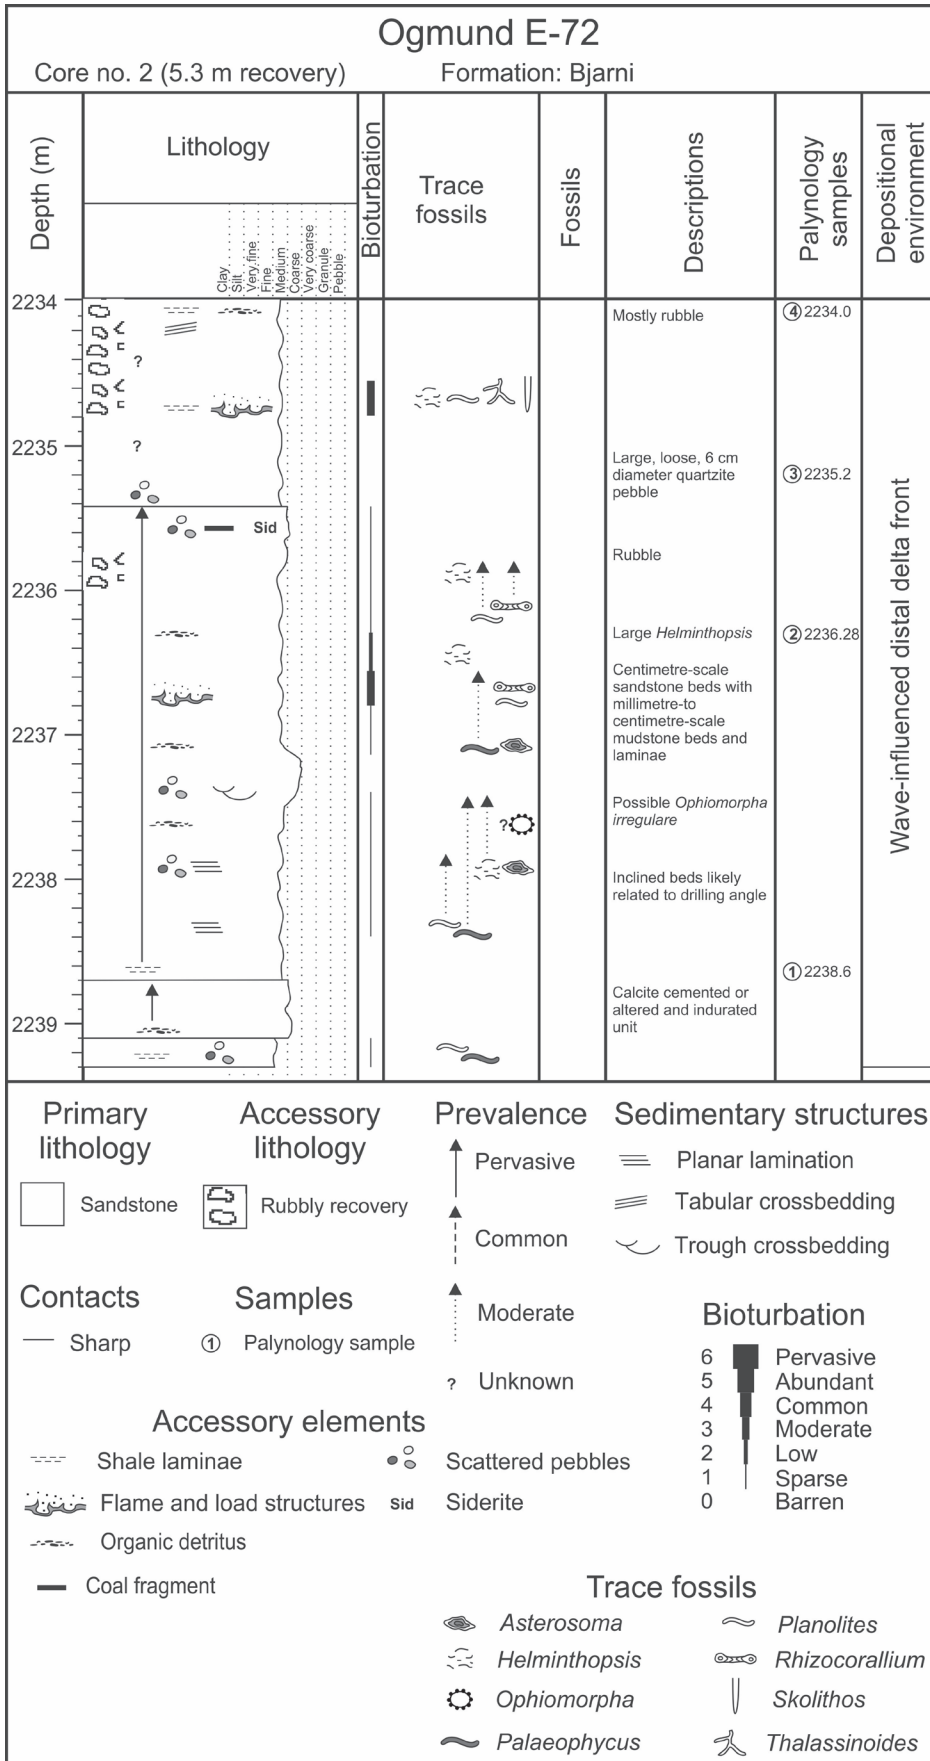 Ogmund E-72
Core no. 2 (5.3 m recovery)
Formation: Bjarni
Depth (m)
Lithology
Clay
Silt
Very fine
Fine
Medium
Coarse
Very coarse
Granule
Pebble
Bioturbation
Trace
fossils
Fossils
Descriptions
Palynology
samples
Depositional
environment
2234
2235
2236
2237
2238
2239
?
?
Sid
?
Mostly rubble
Large, loose, 6 cm
diameter quartzite
pebble
Rubble
Large Helminthopsis
Centimetre-scale
sandstone beds with
millimetre-to
centimetre-scale
mudstone beds and
laminae
Possible Ophiomorpha
irregulare
Inclined beds likely
related to drilling angle
Calcite cemented or
altered and indurated
unit
4 2234.0
3 2235.2
2 2236.28
1 2238.6
Wave-influenced distal delta front
Primary
lithology
Sandstone
Accessory
lithology
Rubbly recovery
Prevalence
Pervasive
Common
Moderate
? Unknown
Sedimentary structures
Planar lamination
Tabular crossbedding
Trough crossbedding
Contacts
Sharp
Samples
1 Palynology sample
Bioturbation
6 Pervasive
5 Abundant
4 Common
3 Moderate
2 Low
1 Sparse
0 Barren
Accessory elements
Shale laminae
Flame and load structures
Organic detritus
Coal fragment
Scattered pebbles
Sid Siderite
Trace fossils
Asterosoma
Helminthopsis
Ophiomorpha
Palaeophycus
Planolites
Rhizocorallium
Skolithos
Thalassinoides